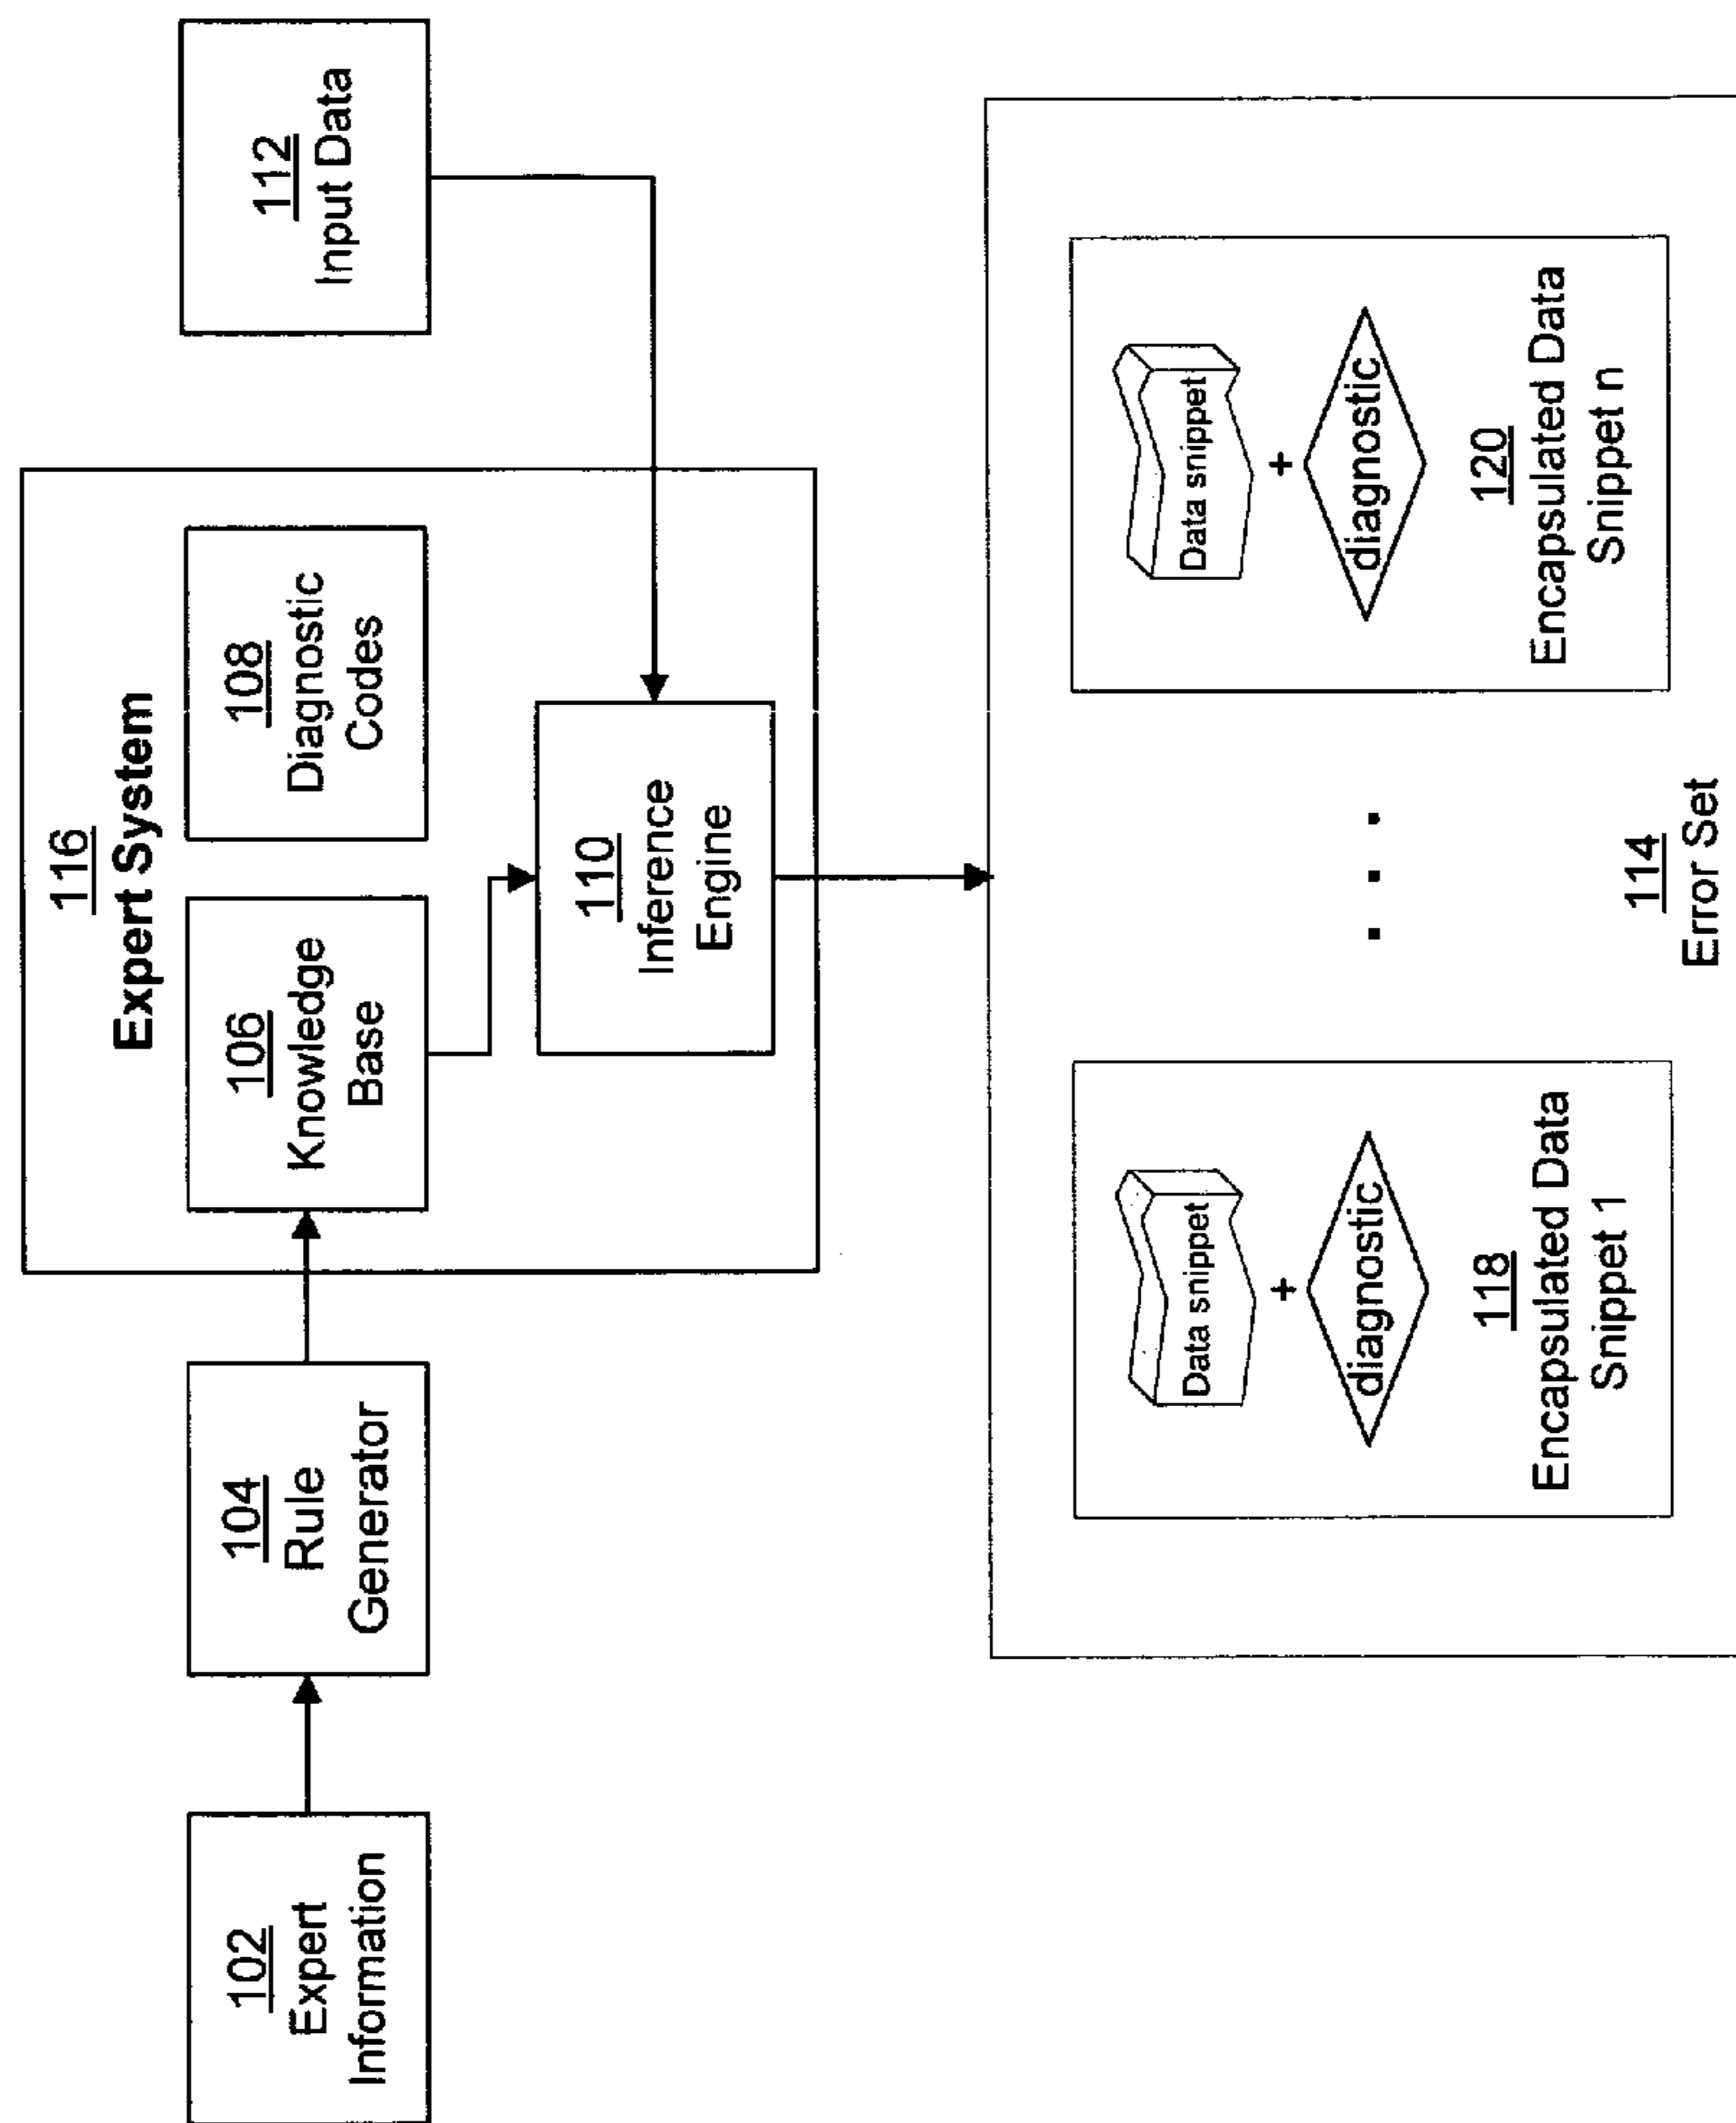 116
Expert System
102
Expert
Information
104
Rule
Generator
106
Knowledge
Base
108
Diagnostic
Codes
112
Input Data
110
Inference
Engine
Data snippet
+
diagnostic
118
Encapsulated Data
Snippet 1
. . .
Data snippet
+
diagnostic
120
Encapsulated Data
Snippet n
114
Error Set